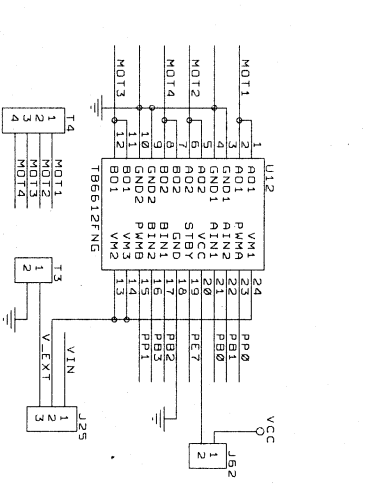 U12
MOT1 1 AO1 VM1 24
2 AO1 PWMA 23 PP0
3 GND1 AIN2 22 PB1
4 GND1 AIN1 21 PB0
MOT2 5 AO2 VCC 20
6 AO2 STBY 19 PE7
MOT4 7 BO2 GND 18
8 BO2 BIN1 17 PB2
9 GND2 BIN2 16 PB3
10 GND2 PWMB 15 PP1
MOT3 11 BO1 VM3 14
12 BO1 VM2 13
TB6612FNG
VCC
J62
1
2
T4
1 MOT1
2 MOT2
3 MOT3
4 MOT4
T3
1
2
VIN
V_EXT
J25
1
2
3